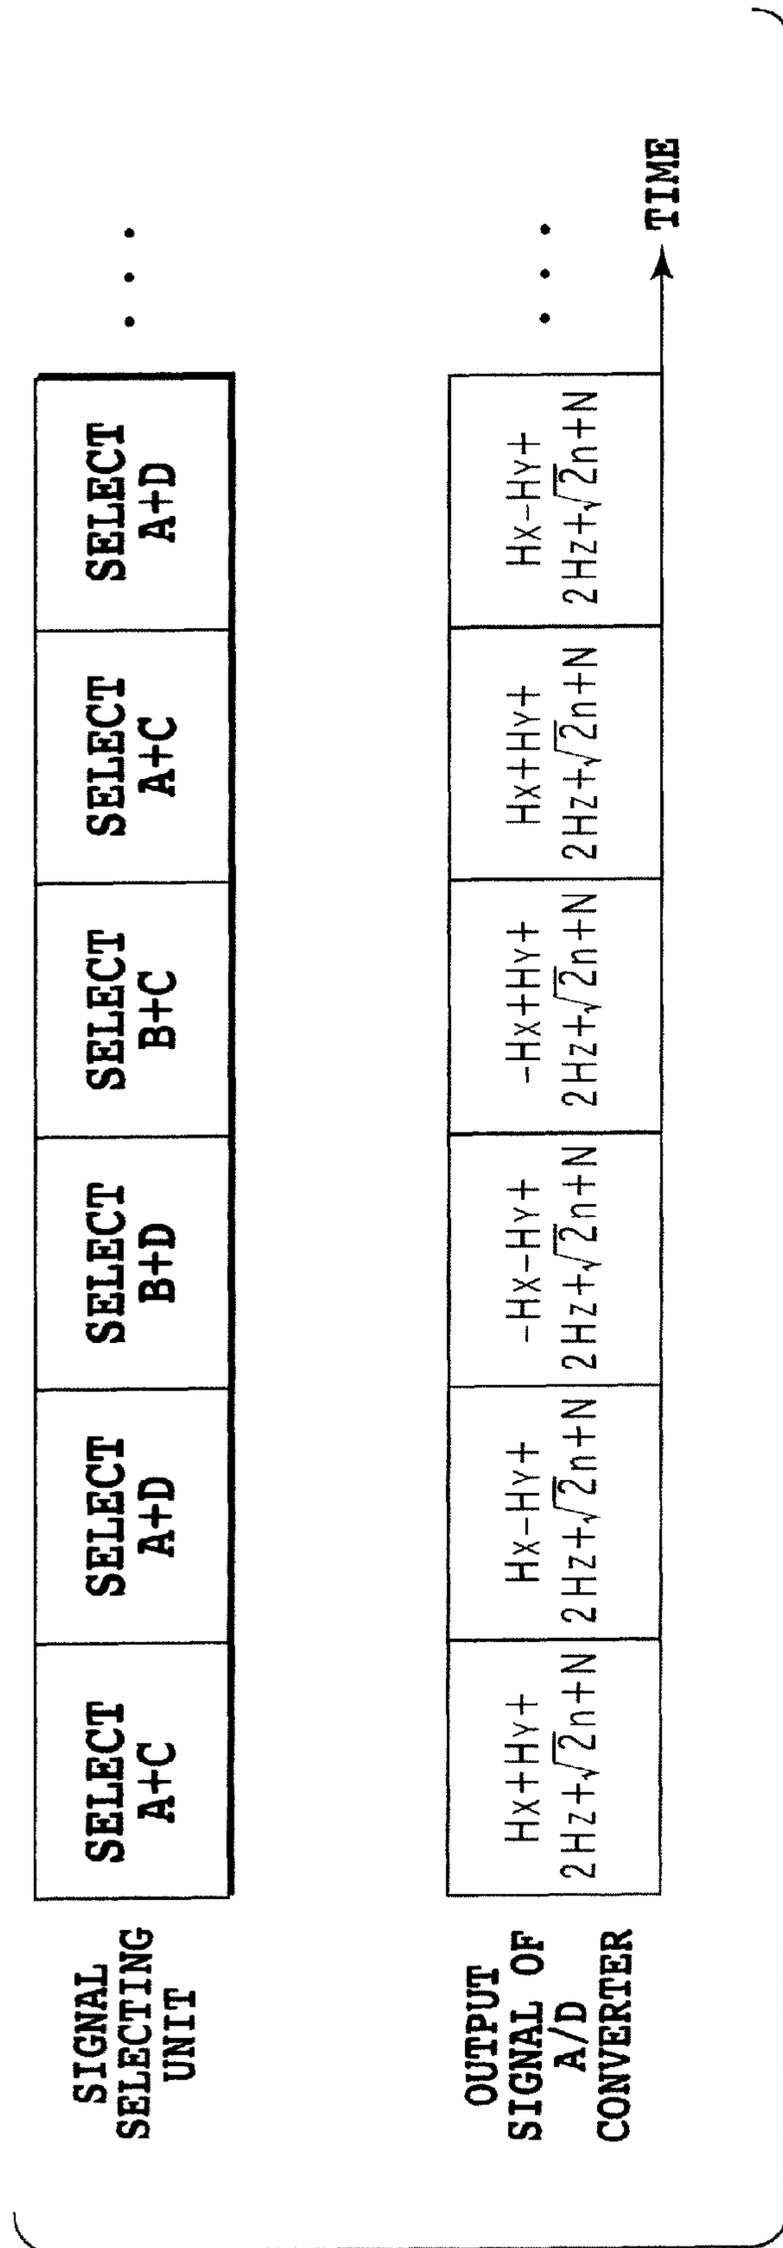 SIGNAL
SELECTING
UNIT
SELECT
A+C
SELECT
A+D
SELECT
B+D
SELECT
B+C
SELECT
A+C
SELECT
A+D
• • •
OUTPUT
SIGNAL OF
A/D
CONVERTER
Hx+Hy+
2Hz+√2n+N
Hx-Hy+
2Hz+√2n+N
-Hx-Hy+
2Hz+√2n+N
-Hx+Hy+
2Hz+√2n+N
Hx+Hy+
2Hz+√2n+N
Hx-Hy+
2Hz+√2n+N
• • •
TIME